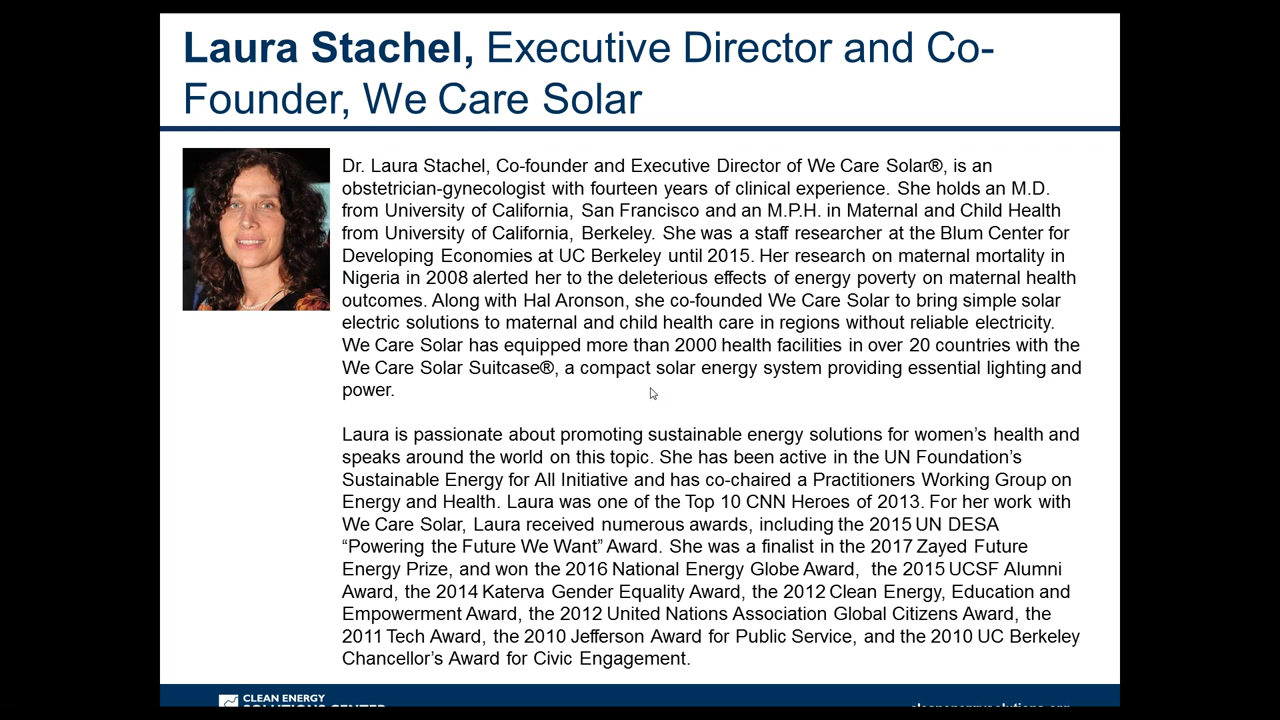 Laura Stachel, Executive Director and Co-
Founder, We Care Solar
Dr. Laura Stachel, Co-founder and Executive Director of We Care Solar®, is an
obstetrician-gynecologist with fourteen years of clinical experience. She holds an M.D.
from University of California, San Francisco and an M.P.H. in Maternal and Child Health
from University of California, Berkeley. She was a staff researcher at the Blum Center for
Developing Economies at UC Berkeley until 2015. Her research on maternal mortality in
Nigeria in 2008 alerted her to the deleterious effects of energy poverty on maternal health
outcomes. Along with Hal Aronson, she co-founded We Care Solar to bring simple solar
electric solutions to maternal and child health care in regions without reliable electricity.
We Care Solar has equipped more than 2000 health facilities in over 20 countries with the
We Care Solar Suitcase®, a compact solar energy system providing essential lighting and
power.
Laura is passionate about promoting sustainable energy solutions for women’s health and
speaks around the world on this topic. She has been active in the UN Foundation’s
Sustainable Energy for All Initiative and has co-chaired a Practitioners Working Group on
Energy and Health. Laura was one of the Top 10 CNN Heroes of 2013. For her work with
We Care Solar, Laura received numerous awards, including the 2015 UN DESA
“Powering the Future We Want” Award. She was a finalist in the 2017 Zayed Future
Energy Prize, and won the 2016 National Energy Globe Award, the 2015 UCSF Alumni
Award, the 2014 Katerva Gender Equality Award, the 2012 Clean Energy, Education and
Empowerment Award, the 2012 United Nations Association Global Citizens Award, the
2011 Tech Award, the 2010 Jefferson Award for Public Service, and the 2010 UC Berkeley
Chancellor’s Award for Civic Engagement.
CLEAN ENERGY
SOLUTIONS CENTER
cleanenergysolutions.org